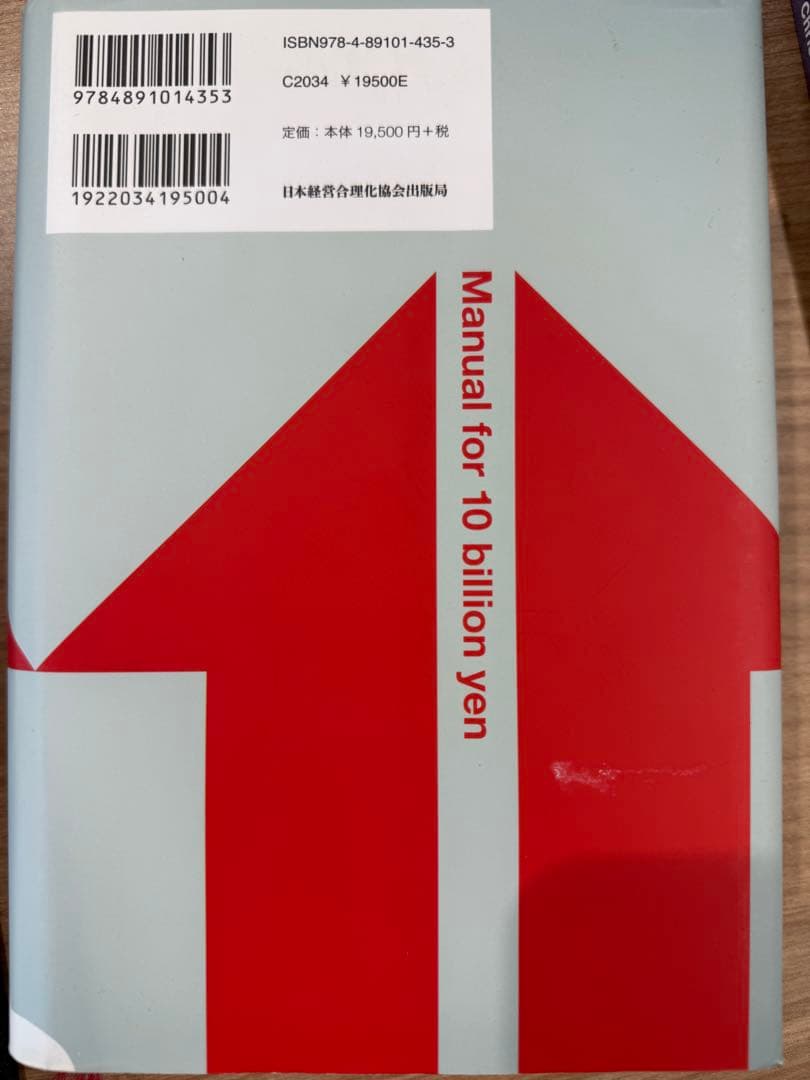 9784891014353
ISBN978-4-89101-435-3
C2034 ￥19500E
1922034195004
定価：本体 19,500 円＋税
日本経営合理化協会出版局
Manual for 10 billion yen